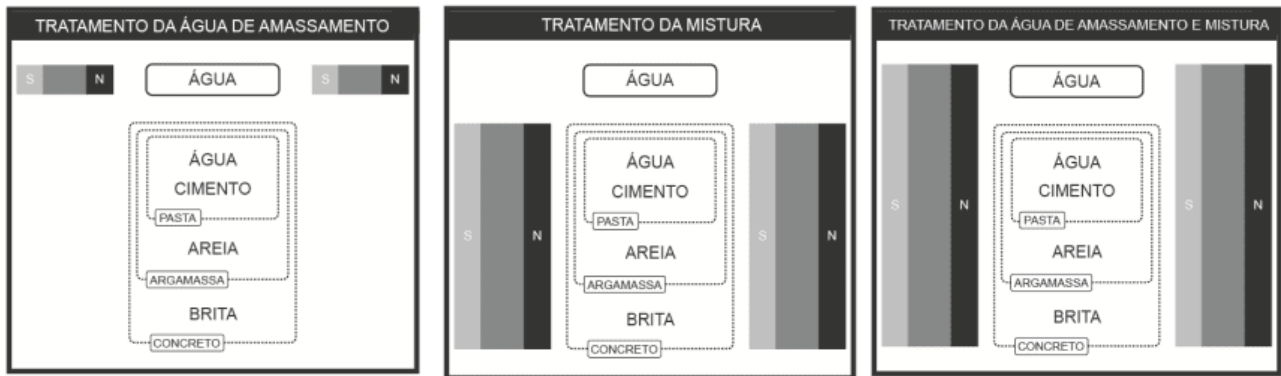 TRATAMENTO DA ÁGUA DE AMASSAMENTO
S N ÁGUA S N
ÁGUA
CIMENTO
PASTA
AREIA
ARGAMASSA
BRITA
CONCRETO
TRATAMENTO DA MISTURA
ÁGUA
ÁGUA
CIMENTO
PASTA
S N AREIA S N
ARGAMASSA
BRITA
CONCRETO
TRATAMENTO DA ÁGUA DE AMASSAMENTO E MISTURA
ÁGUA
ÁGUA
CIMENTO
S N PASTA S N
AREIA
ARGAMASSA
BRITA
CONCRETO